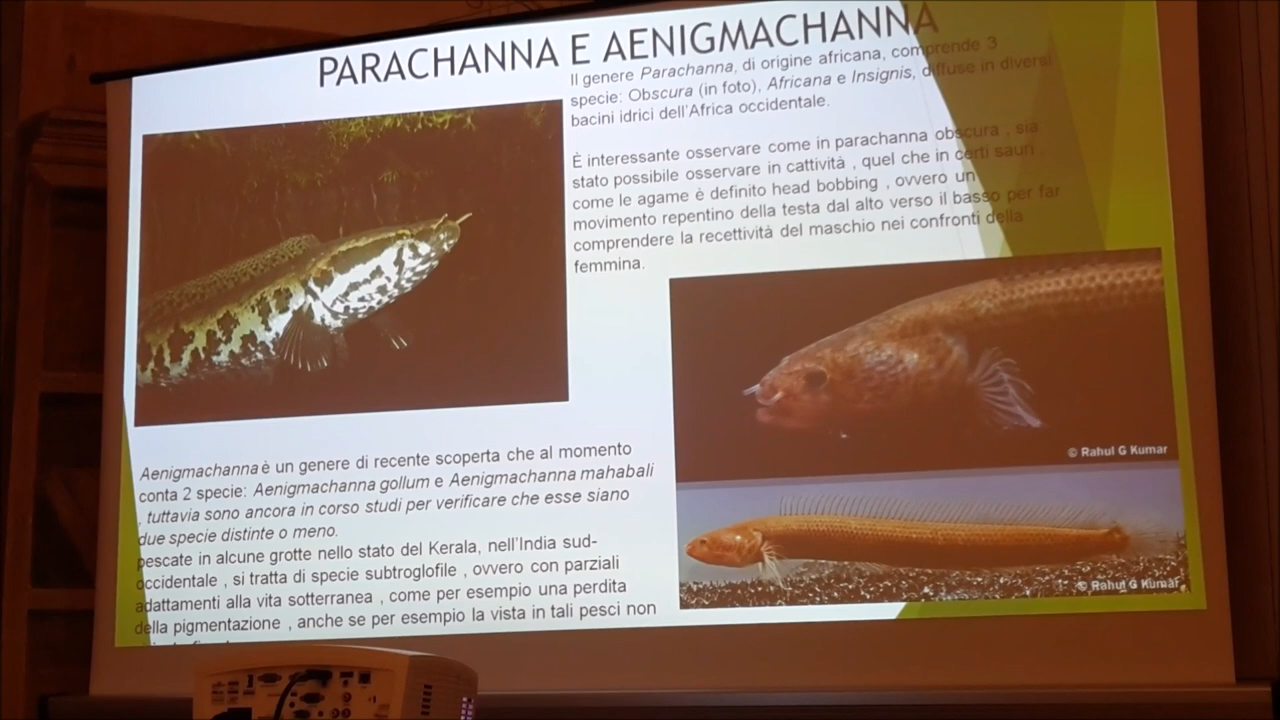 PARACHANNA E AENIGMACHANNA
Il genere Parachanna, di origine africana, comprende 3
specie: Obscura (in foto), Africana e Insignis, diffuse in diversi
bacini idrici dell'Africa occidentale.
È interessante osservare come in parachanna obscura , sia
stato possibile osservare in cattività , quel che in certi sauri
come le agame è definito head bobbing , ovvero un
movimento repentino della testa dal alto verso il basso per far
comprendere la recettività del maschio nei confronti della
femmina.
© Rahul G Kumar
Aenigmachanna è un genere di recente scoperta che al momento
conta 2 specie: Aenigmachanna gollum e Aenigmachanna mahabali
, tuttavia sono ancora in corso studi per verificare che esse siano
due specie distinte o meno.
pescate in alcune grotte nello stato del Kerala, nell'India sud-
occidentale , si tratta di specie subtroglofile , ovvero con parziali
adattamenti alla vita sotterranea , come per esempio una perdita
della pigmentazione , anche se per esempio la vista in tali pesci non
© Rahul G Kumar